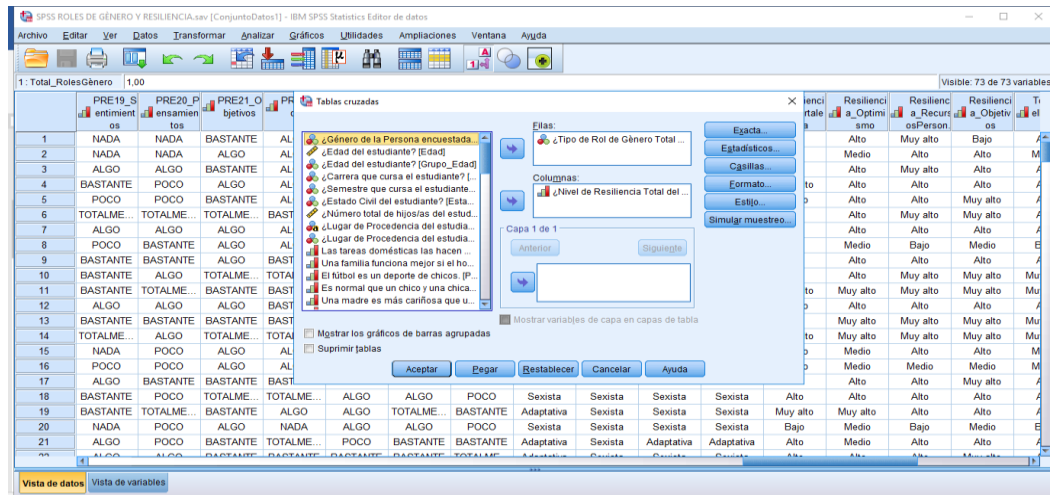 SPSS ROLES DE GÉNERO Y RESILIENCIA.sav [ConjuntoDatos1] - IBM SPSS Statistics Editor de datos
Archivo Editar Ver Datos Transformar Analizar Gráficos Utilidades Ampliaciones Ventana Ayuda
1 : Total_RolesGènero 1,00 Visible: 73 de 73 variables
PRE19_S entimient os PRE20_P ensamien tos PRE21_O bjetivos Resilienci a_Optimi smo Resilienc a_Recurs osPerson. Resilienci a_Objetiv os
Tablas cruzadas
¿Género de la Persona encuestada...
¿Edad del estudiante? [Edad]
¿Edad del estudiante? [Grupo_Edad]
¿Carrera que cursa el estudiante? [...
¿Semestre que cursa el estudiante...
¿Estado Civil del estudiante? [Esta...
¿Número total de hijos/as del estud...
¿Lugar de Procedencia del estudia...
¿Lugar de Procedencia del estudia...
Las tareas domésticas las hacen ...
Una familia funciona mejor si el ho...
El fútbol es un deporte de chicos. [P...
Es normal que un chico y una chica...
Una madre es más cariñosa que u...
Filas:
¿Tipo de Rol de Gènero Total ...
Columnas:
¿Nivel de Resiliencia Total del ...
Capa 1 de 1
Anterior Siguiente
Mostrar variables de capa en capas de tabla
Exacta...
Estadísticos...
Casillas...
Formato...
Estilo...
Simular muestreo...
Mostrar los gráficos de barras agrupadas
Suprimir tablas
Aceptar Pegar Restablecer Cancelar Ayuda
1 NADA NADA BASTANTE Alto Muy alto Bajo
2 NADA NADA ALGO Medio Alto Alto
3 ALGO ALGO BASTANTE Alto Muy alto Alto
4 BASTANTE POCO ALGO Alto Alto Alto
5 POCO POCO BASTANTE Alto Alto Muy alto
6 TOTALME... TOTALME... TOTALME... BAST Alto Muy alto Muy alto
7 ALGO ALGO ALGO Alto Alto Alto
8 POCO BASTANTE ALGO Medio Bajo Medio
9 BASTANTE BASTANTE ALGO BAST Alto Alto Alto
10 BASTANTE ALGO TOTALME... TOTA Alto Muy alto Muy alto
11 BASTANTE TOTALME... BASTANTE BAST Muy alto Muy alto Muy alto
12 ALGO ALGO ALGO BAST Alto Alto Alto
13 BASTANTE BASTANTE BASTANTE BAST Muy alto Muy alto Muy alto
14 TOTALME... ALGO TOTALME... TOTA Muy alto Muy alto Muy alto
15 NADA POCO ALGO Medio Alto Alto
16 POCO POCO ALGO Medio Medio Medio
17 ALGO BASTANTE BASTANTE BAST Alto Alto Muy alto
18 BASTANTE POCO TOTALME... TOTALME... ALGO ALGO POCO Sexista Sexista Sexista Sexista Alto Alto Alto Alto
19 BASTANTE TOTALME... BASTANTE ALGO ALGO TOTALME... BASTANTE Adaptativa Sexista Sexista Sexista Muy alto Muy alto Alto Alto
20 NADA POCO ALGO NADA ALGO ALGO POCO Sexista Sexista Sexista Sexista Bajo Medio Bajo Medio
21 ALGO POCO BASTANTE TOTALME... POCO BASTANTE BASTANTE Adaptativa Sexista Adaptativa Adaptativa Alto Medio Alto Alto
Vista de datos Vista de variables